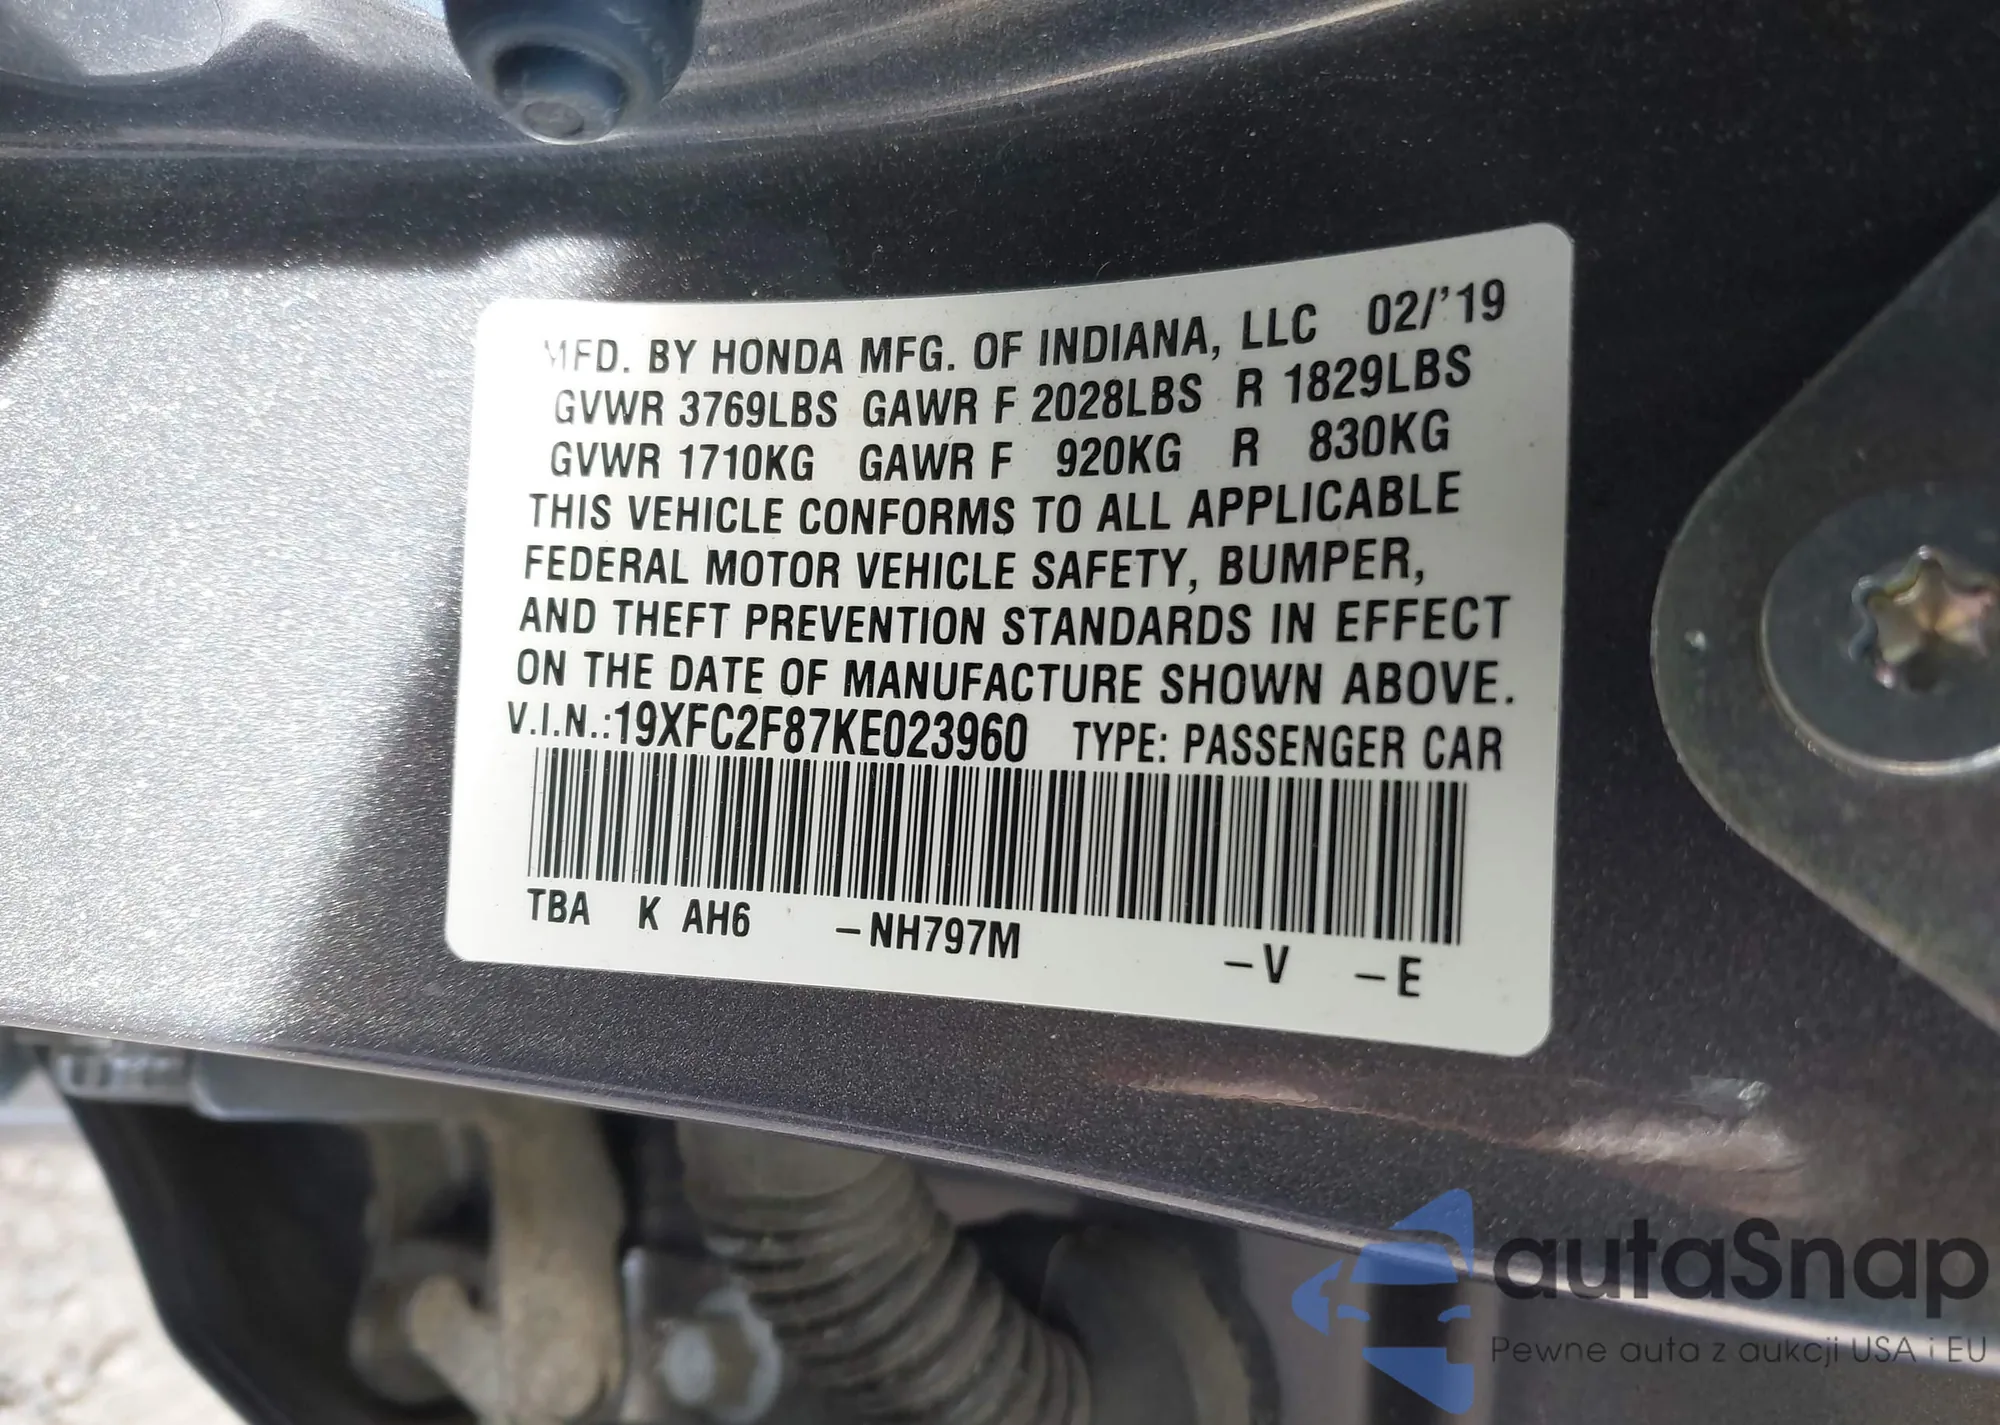 MFD. BY HONDA MFG. OF INDIANA, LLC 02/'19
GVWR 3769LBS GAWR F 2028LBS R 1829LBS
GVWR 1710KG GAWR F 920KG R 830KG
THIS VEHICLE CONFORMS TO ALL APPLICABLE
FEDERAL MOTOR VEHICLE SAFETY, BUMPER,
AND THEFT PREVENTION STANDARDS IN EFFECT
ON THE DATE OF MANUFACTURE SHOWN ABOVE.
V.I.N.:19XFC2F87KE023960 TYPE: PASSENGER CAR
TBA K AH6 –NH797M –V –E
autaSnap
Pewne auta z aukcji USA i EU